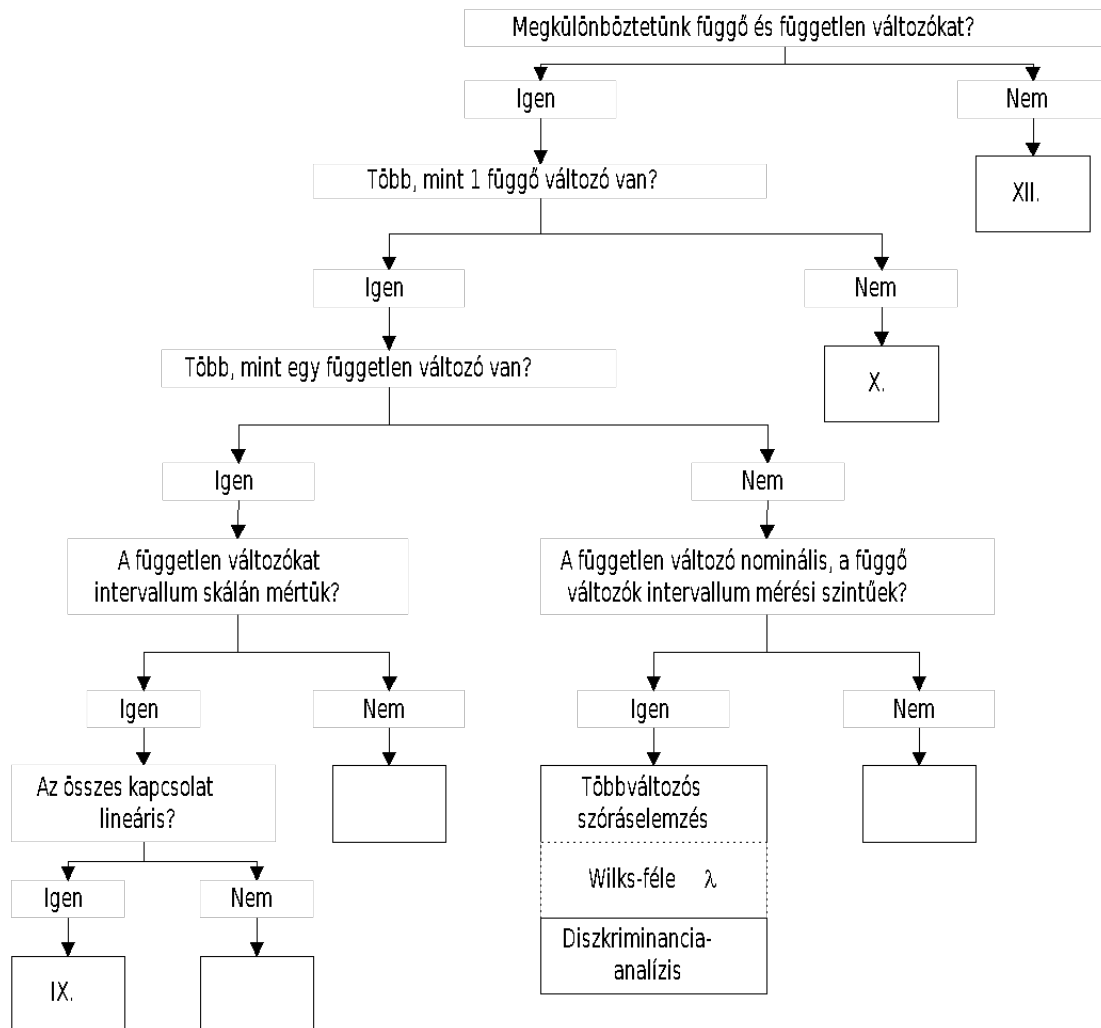 Megkülönböztetünk függő és független változókat?
Igen
Nem
Több, mint 1 függő változó van?
XII.
Igen
Nem
Több, mint egy független változó van?
X.
Igen
Nem
A független változókat
intervallum skálán mértük?
A független változó nominális, a függő
változók intervallum mérési szintűek?
Igen
Nem
Igen
Nem
Az összes kapcsolat
lineáris?
Többváltozós
szóráselemzés
Wilks-féle λ
Diszkriminancia-
analízis
Igen
Nem
IX.